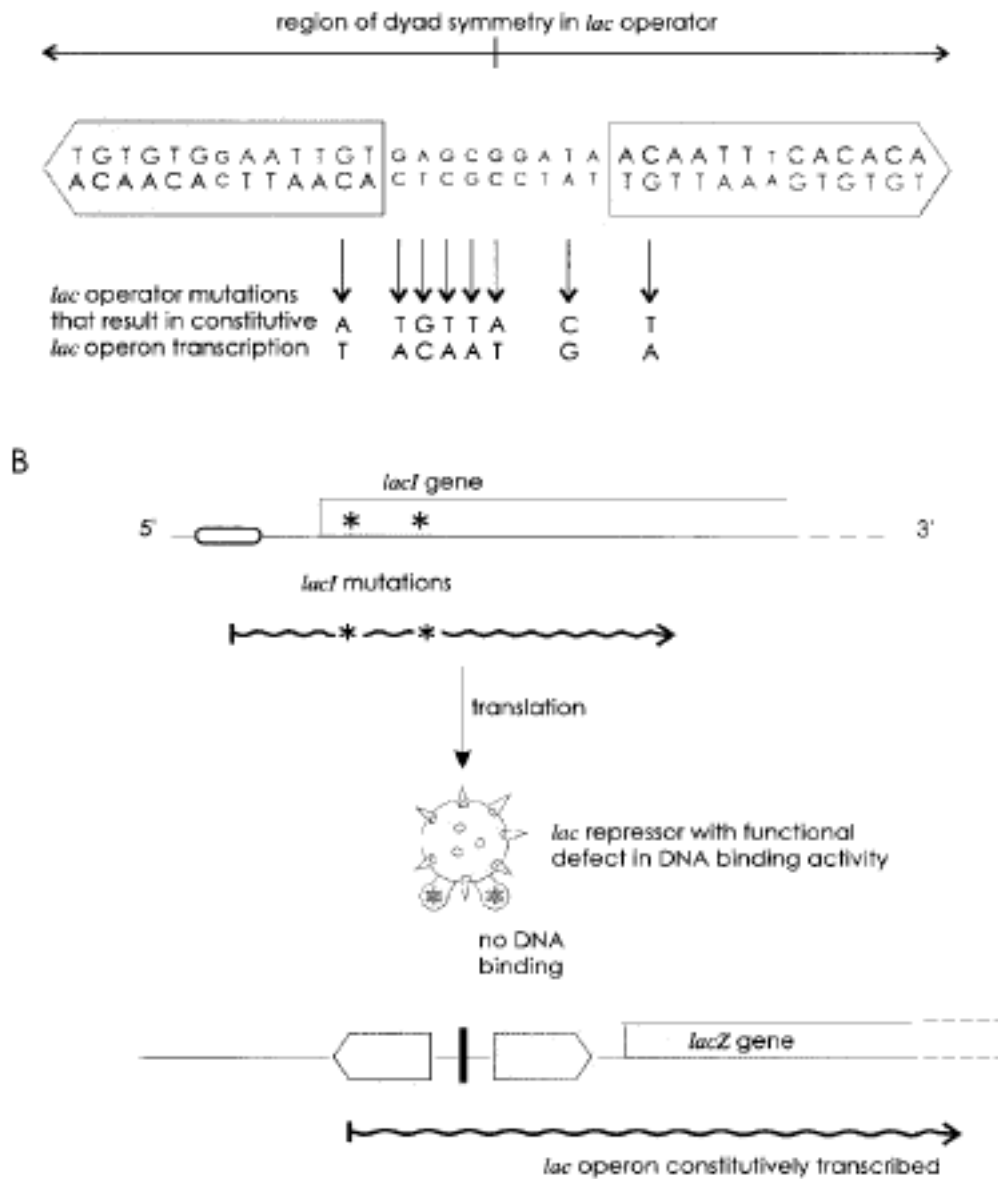 region of dyad symmetry in lac operator
TGTGTGGAATTGT GAGCGGATA ACAATTTCACACA
ACAACACTTAACA CTCGCCTAT TGTTAAAGTGTGT
lac operator mutations
that result in constitutive A TGTTA C T
lac operon transcription T ACAAT G A
B
lacI gene
5' * * 3'
lacI mutations
* *
translation
lac repressor with functional
defect in DNA binding activity
* *
no DNA
binding
lacZ gene
lac operon constitutively transcribed